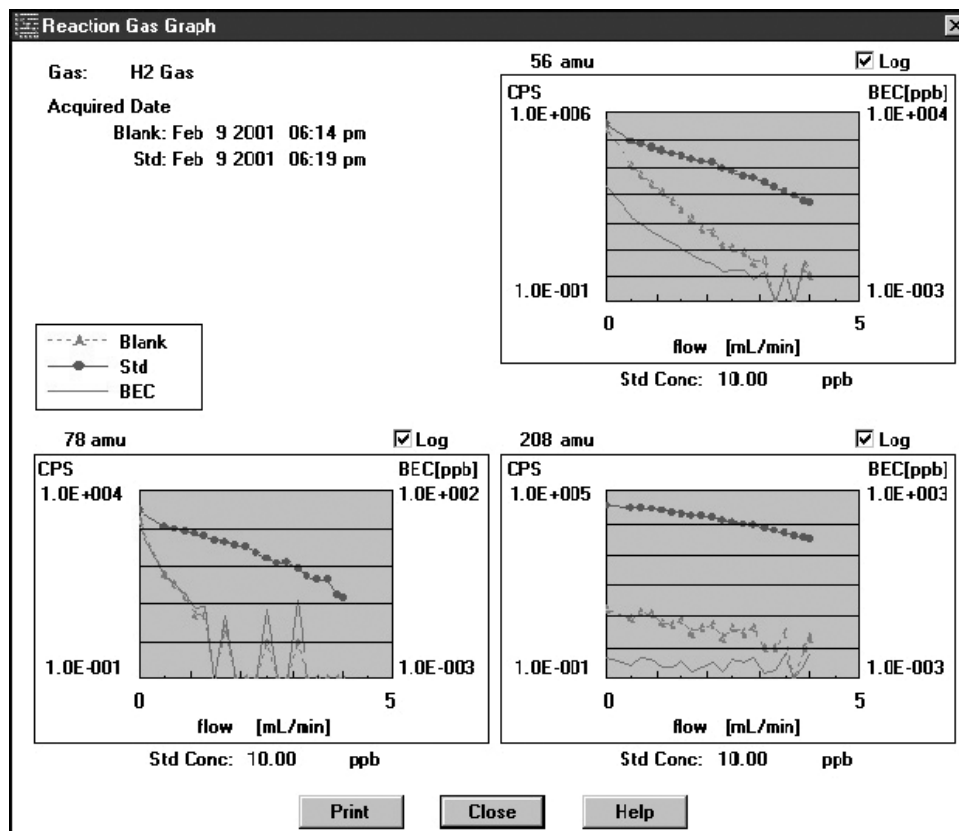 Reaction Gas Graph
Gas: H2 Gas
Acquired Date
Blank: Feb 9 2001 06:14 pm
Std: Feb 9 2001 06:19 pm
56 amu Log
CPS BEC[ppb]
1.0E+006 1.0E+004
1.0E-001 1.0E-003
0 5
flow [mL/min]
Std Conc: 10.00 ppb
Blank
Std
BEC
78 amu Log
CPS BEC[ppb]
1.0E+004 1.0E+002
1.0E-001 1.0E-003
0 5
flow [mL/min]
Std Conc: 10.00 ppb
208 amu Log
CPS BEC[ppb]
1.0E+005 1.0E+003
1.0E-001 1.0E-003
0 5
flow [mL/min]
Std Conc: 10.00 ppb
Print Close Help